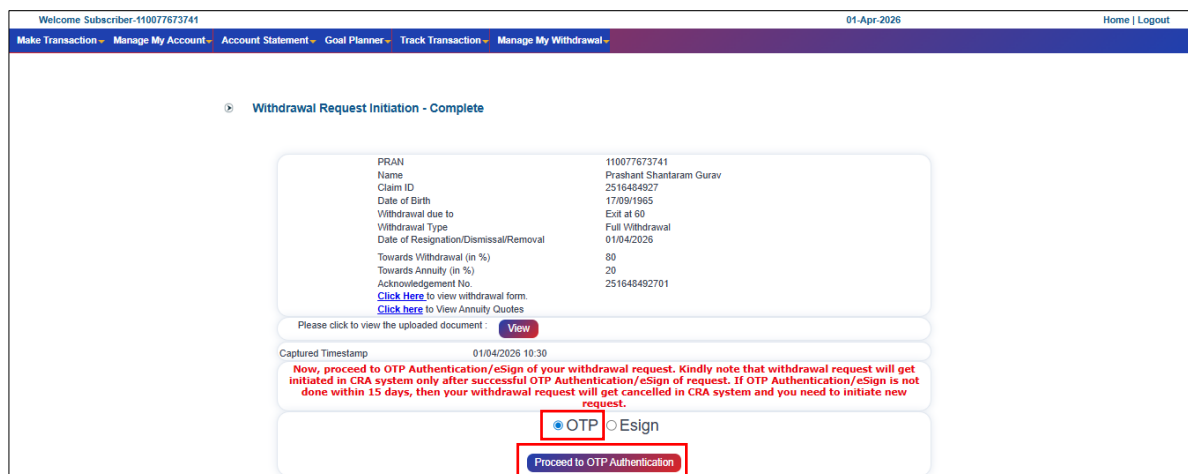 Welcome Subscriber-110077673741 01-Apr-2026 Home | Logout
Make Transaction Manage My Account Account Statement Goal Planner Track Transaction Manage My Withdrawal
Withdrawal Request Initiation - Complete
PRAN 110077673741
Name Prashant Shantaram Gurav
Claim ID 2516484927
Date of Birth 17/09/1965
Withdrawal due to Exit at 60
Withdrawal Type Full Withdrawal
Date of Resignation/Dismissal/Removal 01/04/2026
Towards Withdrawal (in %) 80
Towards Annuity (in %) 20
Acknowledgement No. 251648492701
Click Here to view withdrawal form.
Click here to View Annuity Quotes
Please click to view the uploaded document : View
Captured Timestamp 01/04/2026 10:30
Now, proceed to OTP Authentication/eSign of your withdrawal request. Kindly note that withdrawal request will get
initiated in CRA system only after successful OTP Authentication/eSign of request. If OTP Authentication/eSign is not
done within 15 days, then your withdrawal request will get cancelled in CRA system and you need to initiate new
request.
OTP Esign
Proceed to OTP Authentication